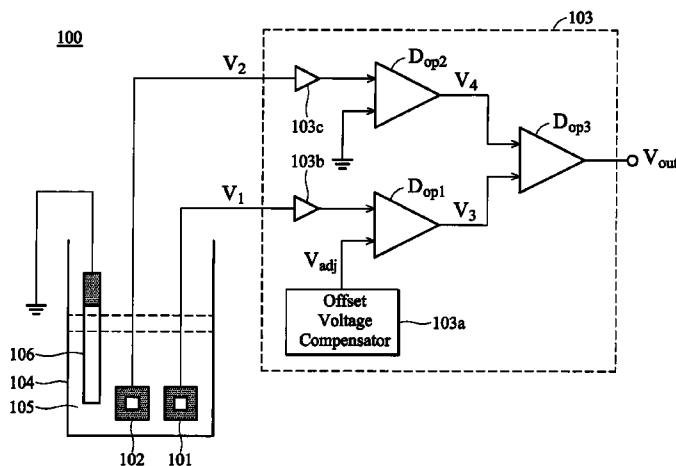 100
103
V2
103c
Dop2
V4
Dop3
Vout
103b
V1
Dop1
V3
Vadj
Offset
Voltage
Compensator
103a
106
104
105
102
101